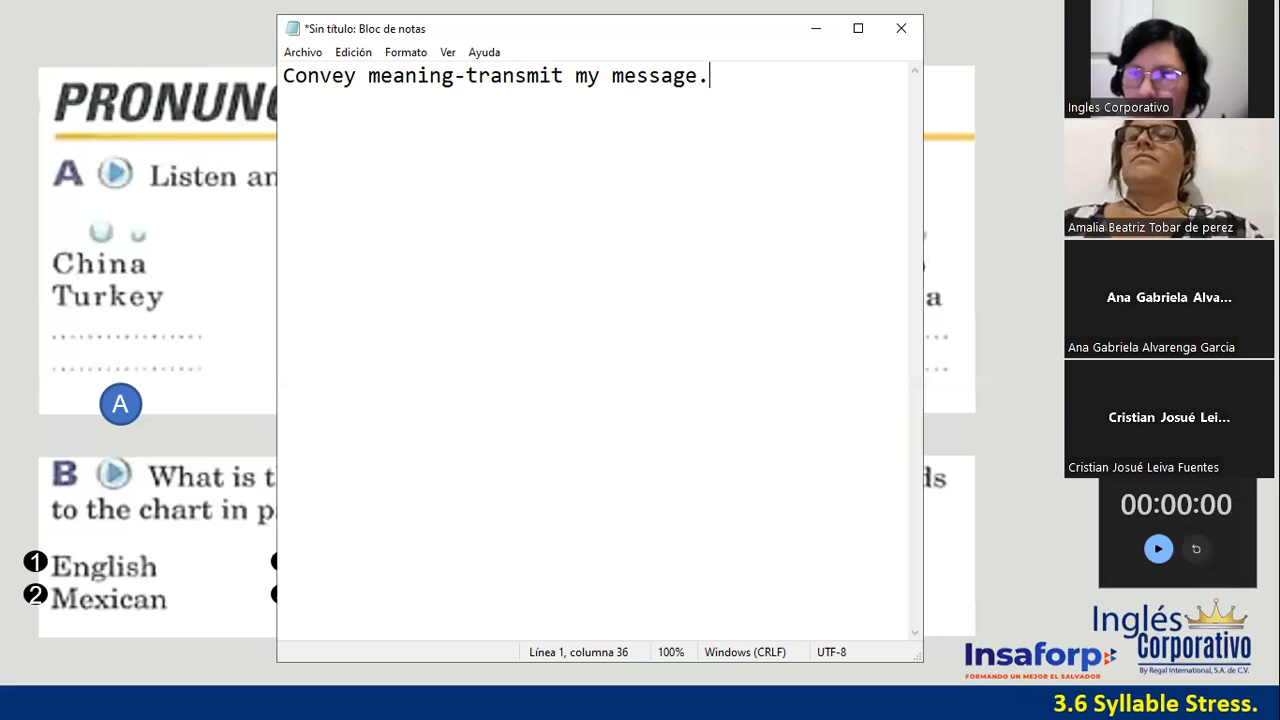 *Sin título: Bloc de notas
Archivo Edición Formato Ver Ayuda
Convey meaning-transmit my message.
Línea 1, columna 36 100% Windows (CRLF) UTF-8
A Listen
China
Turkey
A
B What is
to the chart in
1 English
2 Mexican
Ingles Corporativo
Amalia Beatriz Tobar de perez
Ana Gabriela Alva...
Ana Gabriela Alvarenga Garcia
Cristian Josué Lei...
Cristian Josué Leiva Fuentes
00:00:00
Insaforp
FORMANDO UN MEJOR EL SALVADOR
Inglés
Corporativo
By Regal International, S.A. de C.V.
3.6 Syllable Stress.